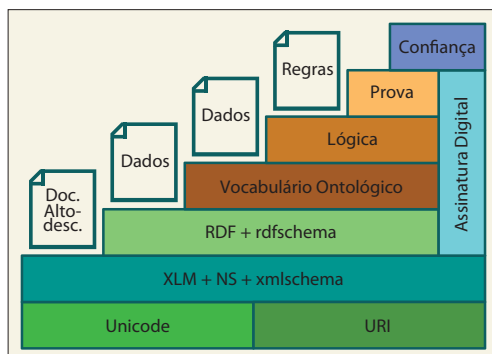 Confiança
Regras
Prova
Dados
Lógica
Assinatura Digital
Dados
Vocabulário Ontológico
Doc.
Alto-
desc.
RDF + rdfschema
XLM + NS + xmlschema
Unicode
URI